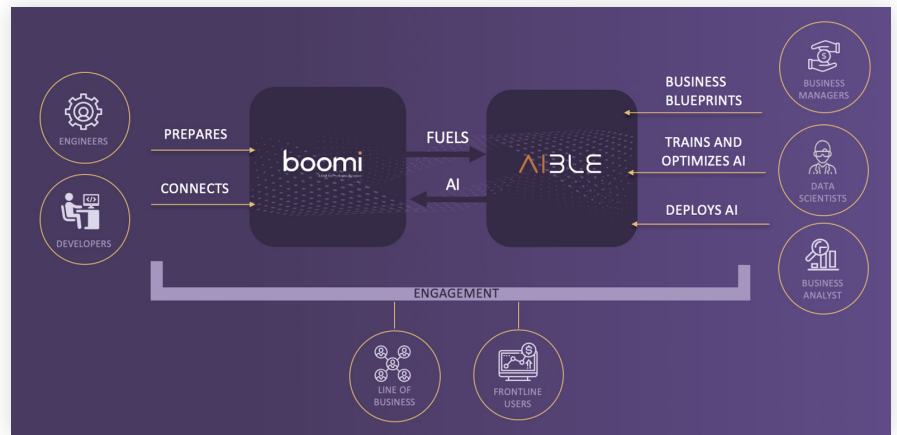 ENGINEERS
DEVELOPERS
PREPARES
CONNECTS
boomi
FUELS
AI
AIBLE
BUSINESS
BLUEPRINTS
TRAINS AND
OPTIMIZES AI
DEPLOYS AI
BUSINESS
MANAGERS
DATA
SCIENTISTS
BUSINESS
ANALYST
ENGAGEMENT
LINE OF
BUSINESS
FRONTLINE
USERS